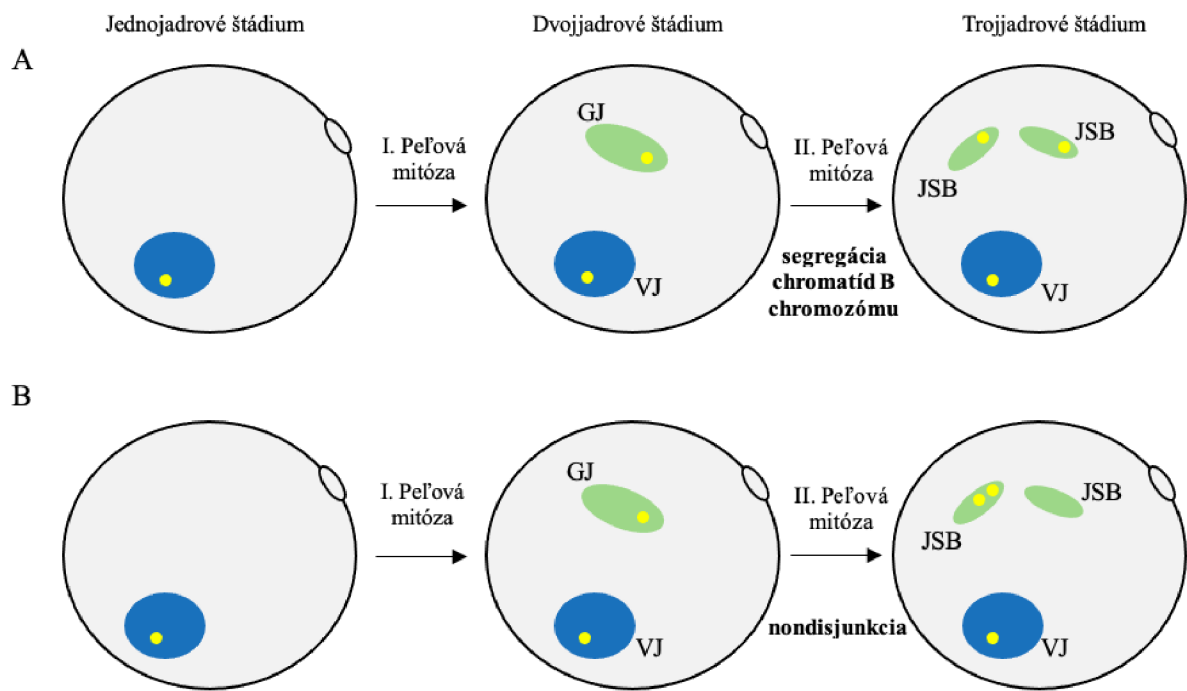 Jednojadrové štádium
Dvojjadrové štádium
Trojjadrové štádium
A
GJ
VJ
I. Peľová
mitóza
II. Peľová
mitóza
segregácia
chromatíd B
chromozómu
JSB
JSB
VJ
B
GJ
VJ
I. Peľová
mitóza
II. Peľová
mitóza
nondisjunkcia
JSB
JSB
VJ